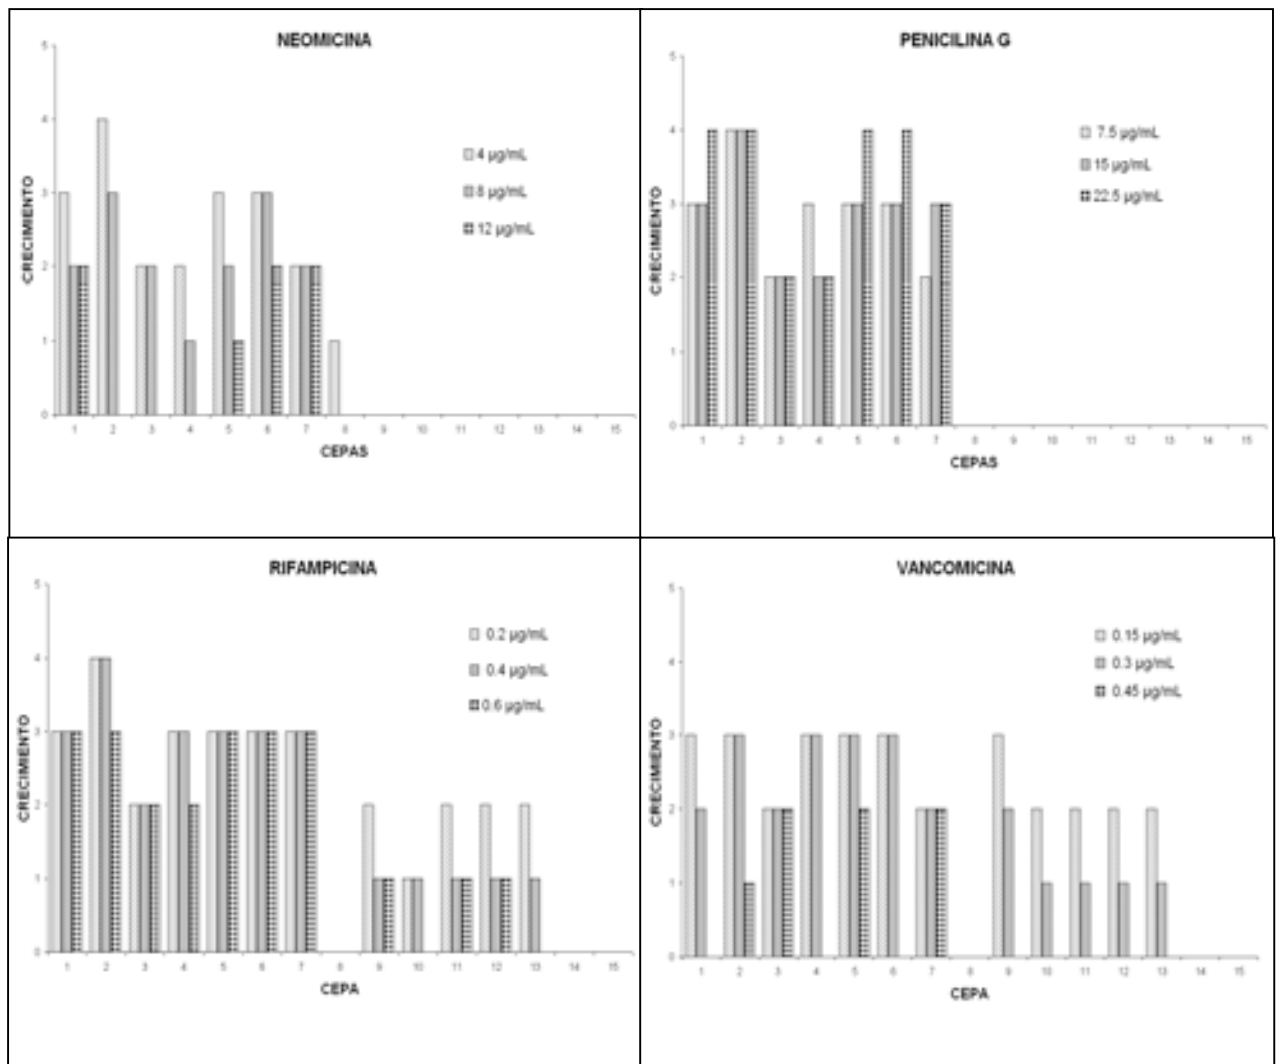 NEOMICINA
5
4
3
2
1
0
CRECIMIENTO
4 µg/mL
8 µg/mL
12 µg/mL
1 2 3 4 5 6 7 8 9 10 11 12 13 14 15
CEPAS
PENICILINA G
5
4
3
2
1
0
CRECIMIENTO
7.5 µg/mL
15 µg/mL
22.5 µg/mL
1 2 3 4 5 6 7 8 9 10 11 12 13 14 15
CEPAS
RIFAMPICINA
5
4
3
2
1
0
CRECIMIENTO
0.2 µg/mL
0.4 µg/mL
0.6 µg/mL
1 2 3 4 5 6 7 8 9 10 11 12 13 14 15
CEPA
VANCOMICINA
5
4
3
2
1
0
CRECIMIENTO
0.15 µg/mL
0.3 µg/mL
0.45 µg/mL
1 2 3 4 5 6 7 8 9 10 11 12 13 14 15
CEPA